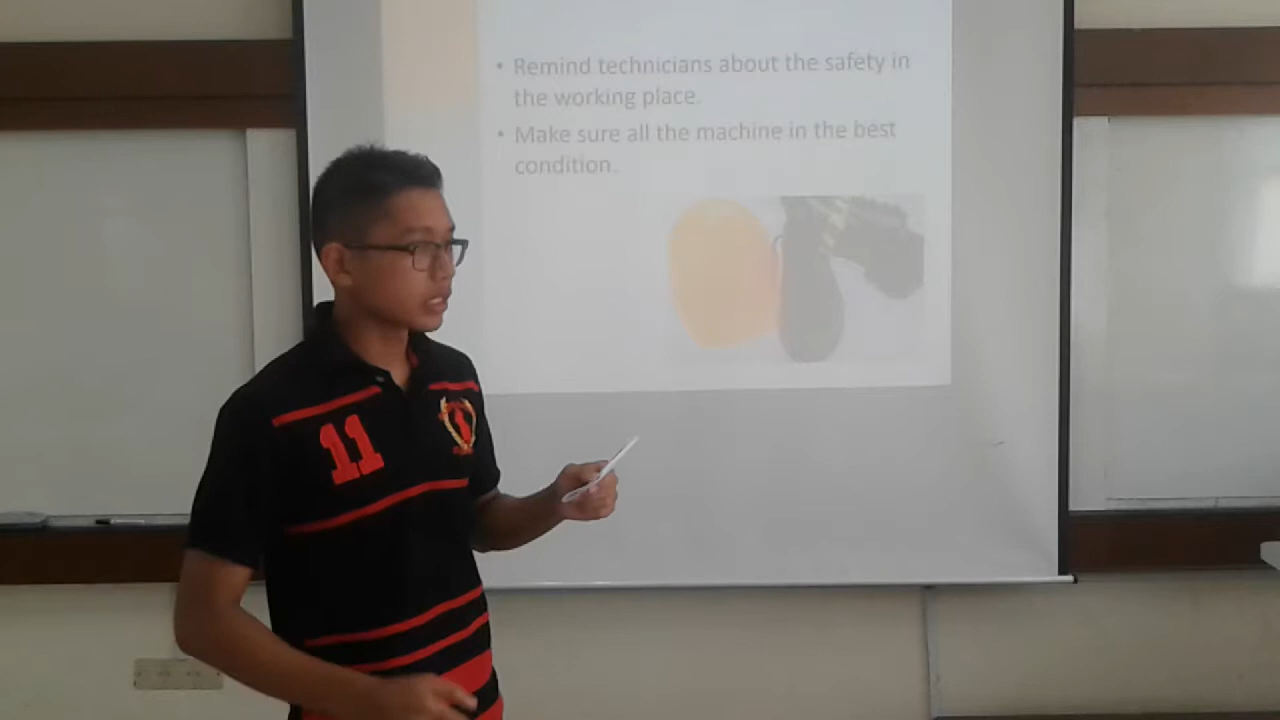 • Remind technicians about the safety in
the working place.
• Make sure all the machine in the best
condition.
11